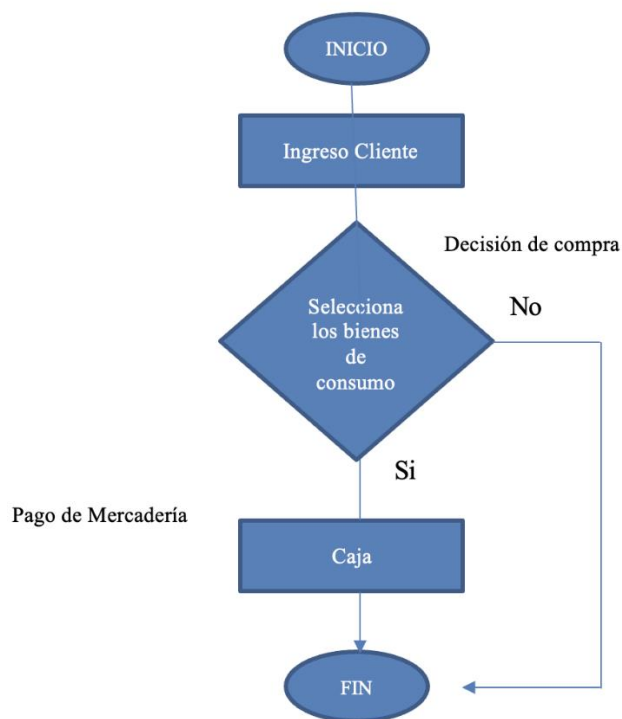 INICIO
Ingreso Cliente
Decisión de compra
Selecciona
los bienes
de
consumo
No
Si
Pago de Mercadería
Caja
FIN